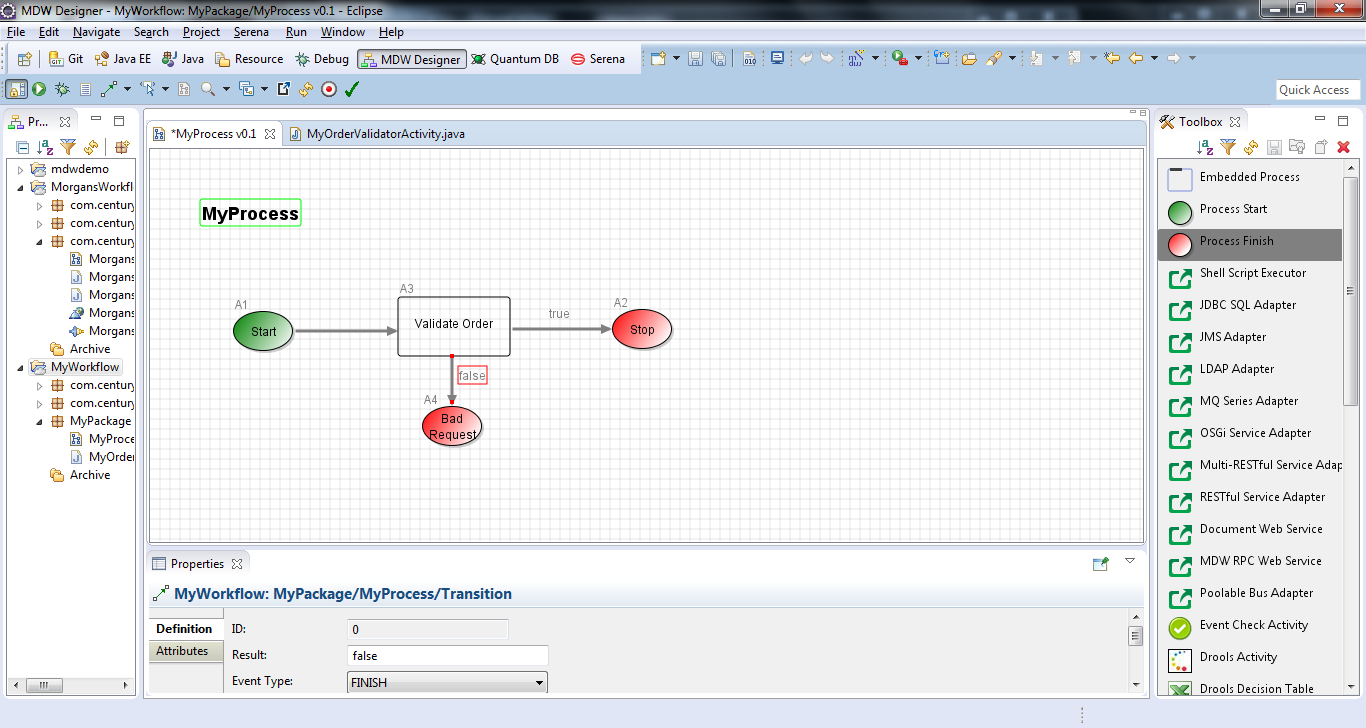 MDW Designer - MyWorkflow: MyPackage/MyProcess v0.1 - Eclipse
File Edit Navigate Search Project Serena Run Window Help
Git Java EE Java Resource Debug MDW Designer Quantum DB Serena
010
Quick Access
Pr...
*MyProcess v0.1
MyOrderValidatorActivity.java
Toolbox
mdwdemo
MorgansWorkfl
com.century
com.century
com.century
Morgans
Morgans
Morgans
Morgans
Morgans
Archive
MyWorkflow
com.century
com.century
MyPackage
MyProce
MyOrder
Archive
MyProcess
A1
Start
A3
Validate Order
true
A2
Stop
false
A4
Bad
Request
Properties
MyWorkflow: MyPackage/MyProcess/Transition
Definition
Attributes
ID: 0
Result: false
Event Type: FINISH
Embedded Process
Process Start
Process Finish
Shell Script Executor
JDBC SQL Adapter
JMS Adapter
LDAP Adapter
MQ Series Adapter
OSGi Service Adapter
Multi-RESTful Service Adap
RESTful Service Adapter
Document Web Service
MDW RPC Web Service
Poolable Bus Adapter
Event Check Activity
Drools Activity
Drools Decision Table